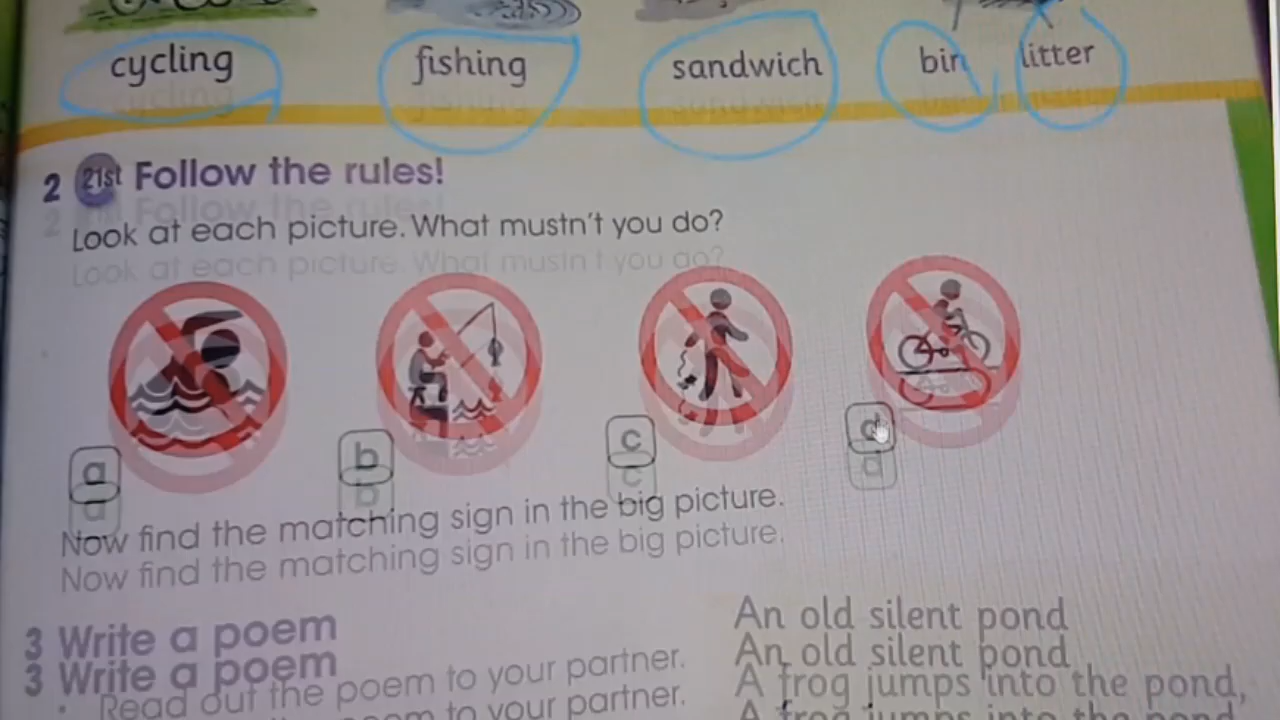 cycling fishing sandwich bin litter
2 21st Follow the rules!
Look at each picture. What mustn't you do?
a b c d
Now find the matching sign in the big picture.
3 Write a poem
Read out the poem to your partner.
An old silent pond
A frog jumps into the pond,